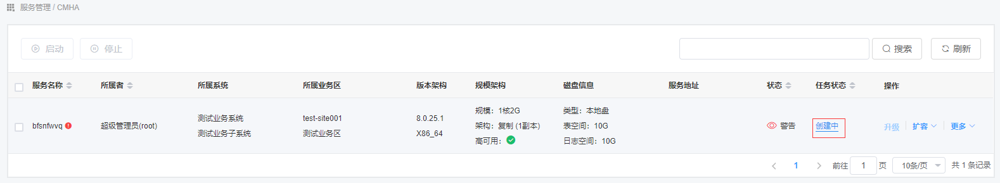 服务管理 / CMHA
启动 停止 搜索 刷新
服务名称 所属者 所属系统 所属业务区 版本架构 规模架构 磁盘信息 服务地址 状态 任务状态 操作
规模：1核2G 类型：本地盘
测试业务系统 test-site001 8.0.25.1
bfsnfwvq 超级管理员(root) 架构：复制 (1副本) 表空间：10G 警告 创建中 升级 扩容 更多
测试业务子系统 测试业务区 X86_64
高可用： 日志空间：10G
1 前往 1 页 10条/页 共 1 条记录